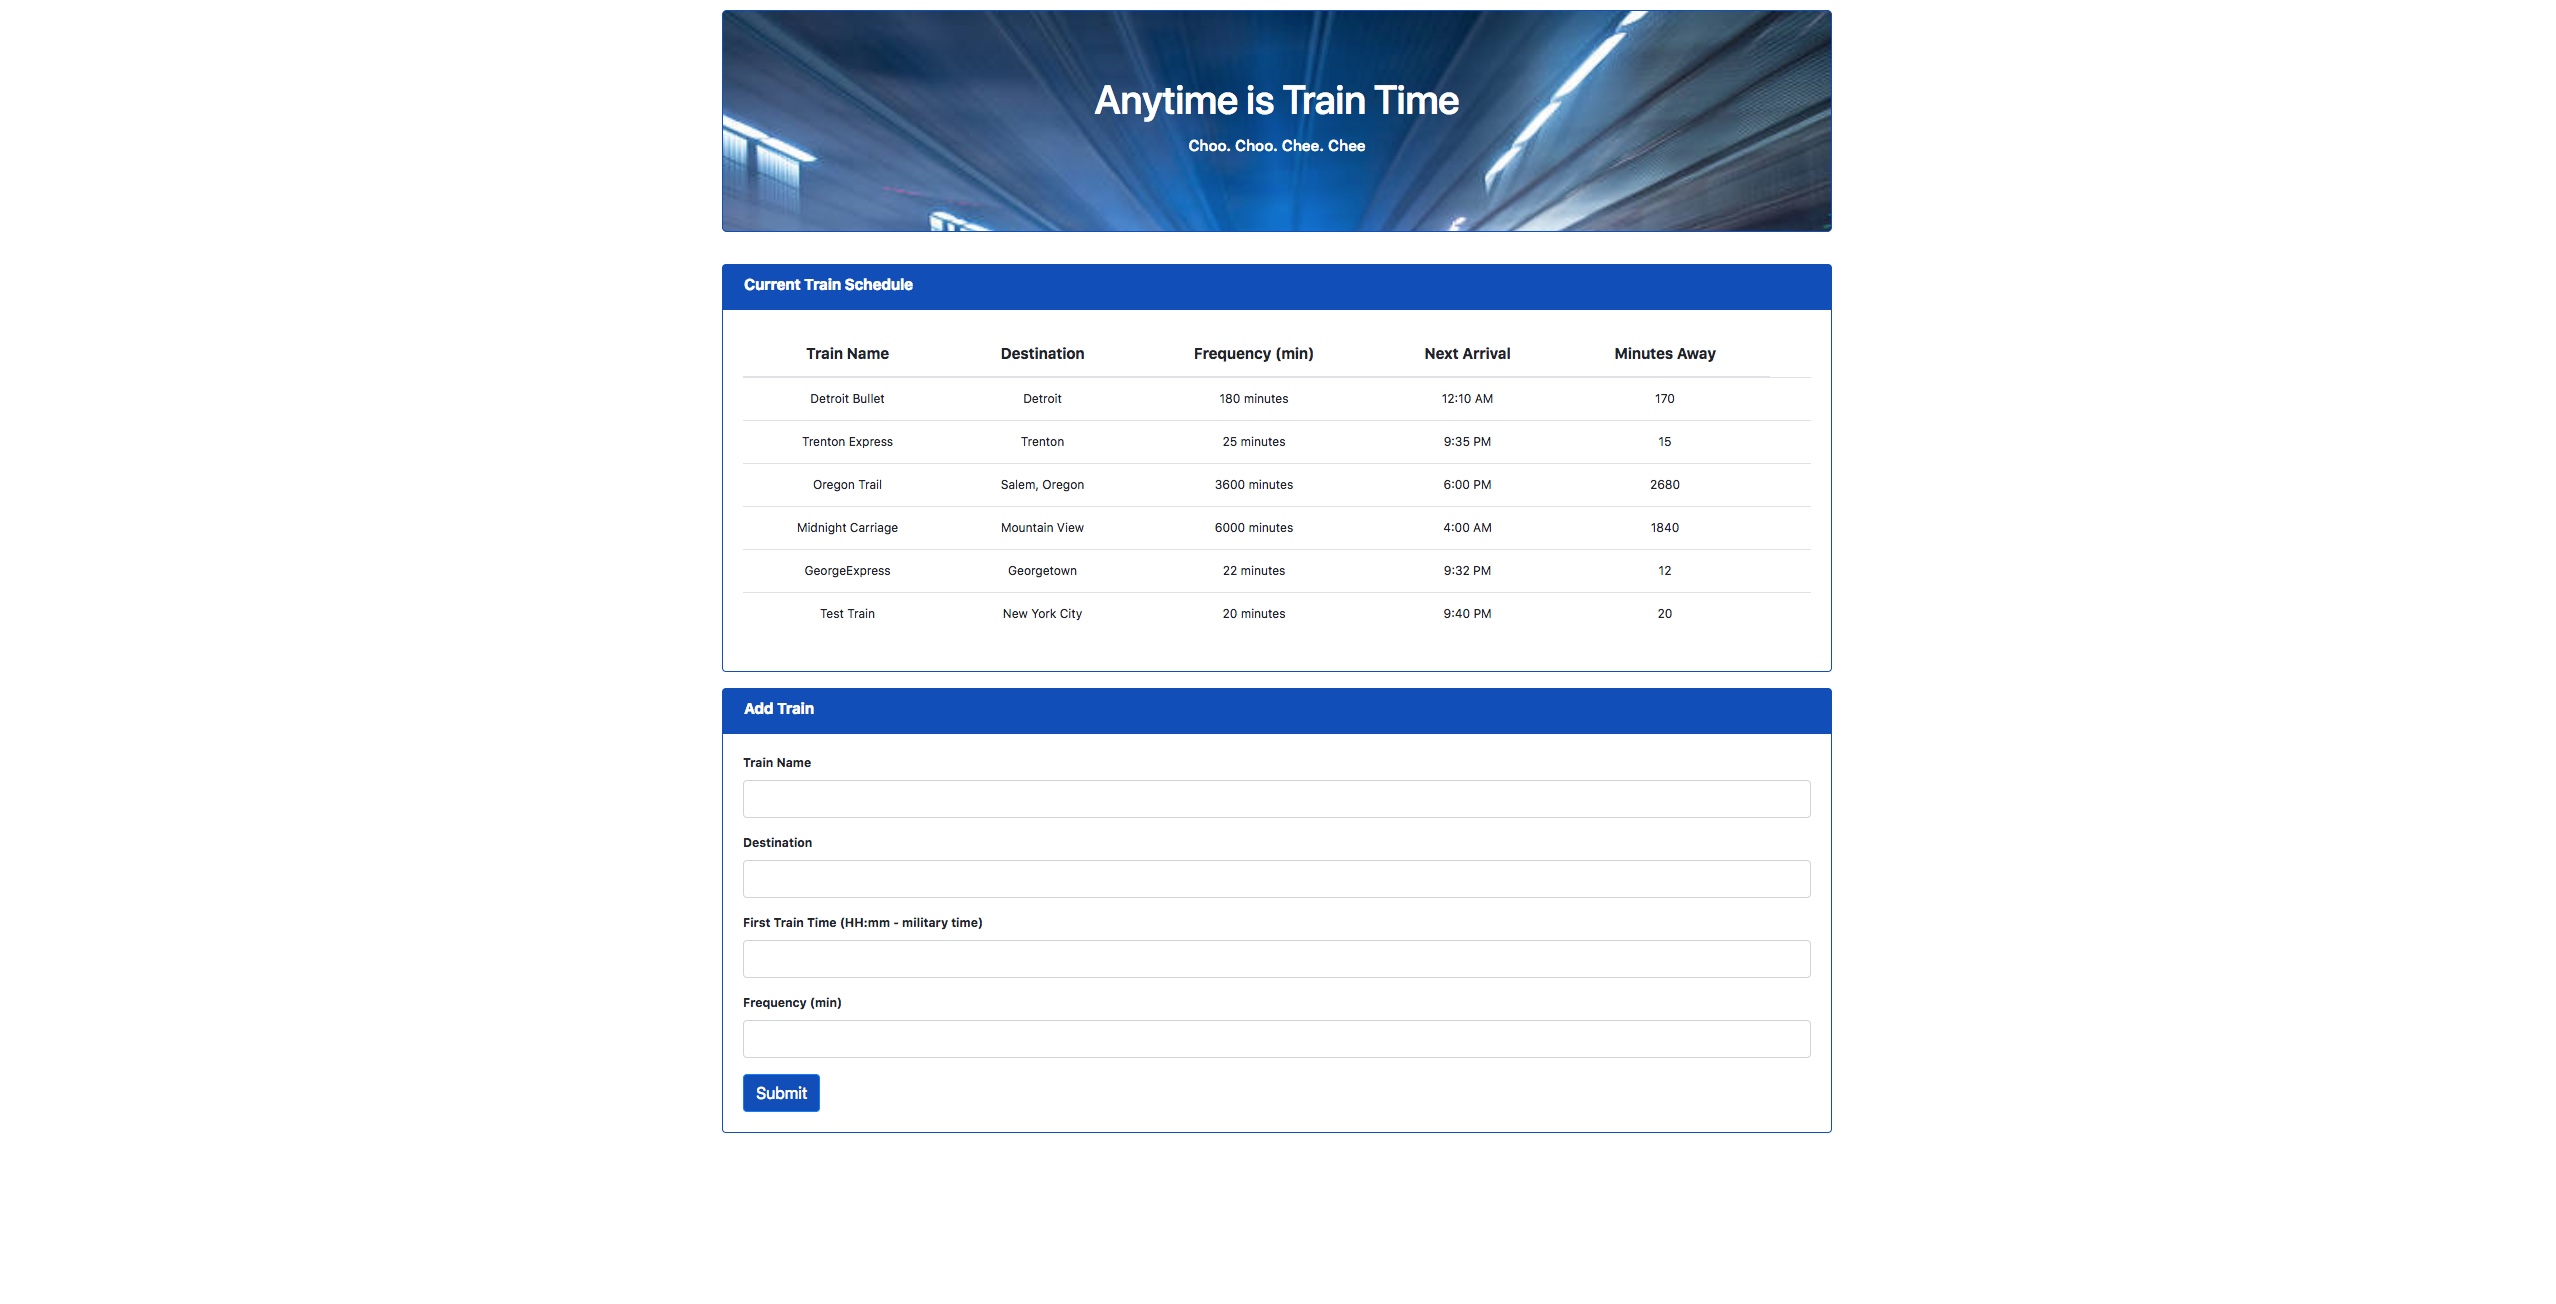 Anytime is Train Time
Choo. Choo. Chee. Chee
Current Train Schedule
Train Name Destination Frequency (min) Next Arrival Minutes Away
Detroit Bullet Detroit 180 minutes 12:10 AM 170
Trenton Express Trenton 25 minutes 9:35 PM 15
Oregon Trail Salem, Oregon 3600 minutes 6:00 PM 2680
Midnight Carriage Mountain View 6000 minutes 4:00 AM 1840
GeorgeExpress Georgetown 22 minutes 9:32 PM 12
Test Train New York City 20 minutes 9:40 PM 20
Add Train
Train Name
Destination
First Train Time (HH:mm - military time)
Frequency (min)
Submit